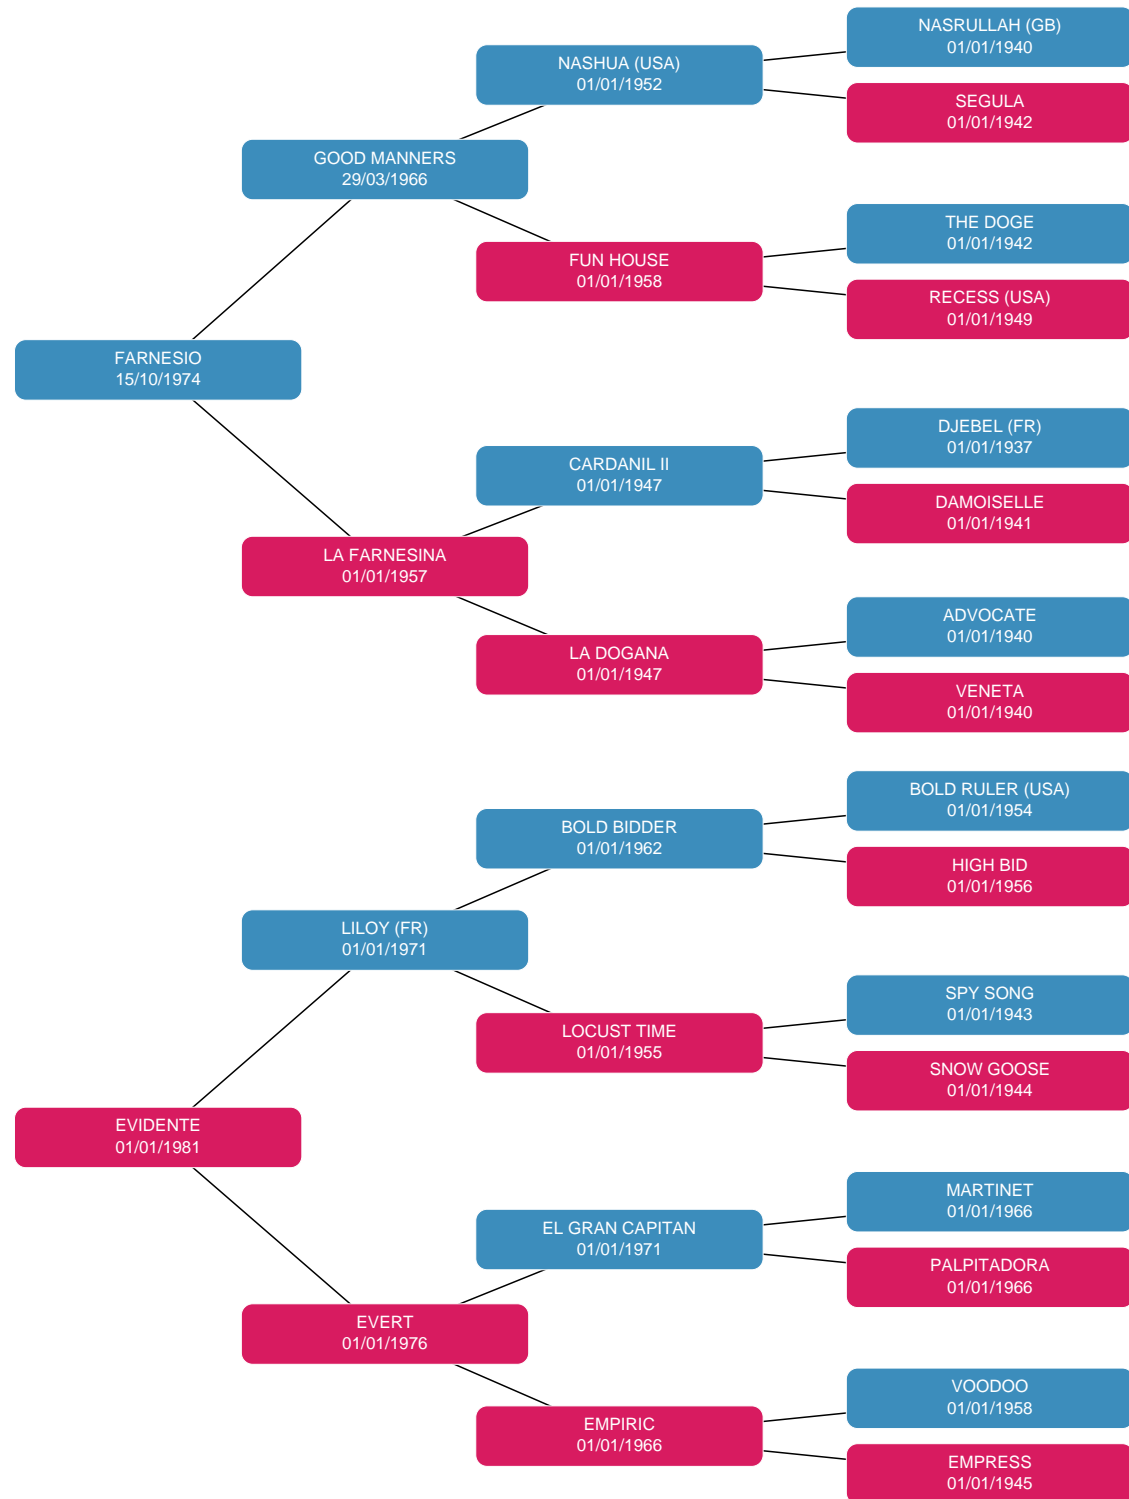 NASRULLAH (GB)
01/01/1940
NASHUA (USA)
01/01/1952
SEGULA
01/01/1942
GOOD MANNERS
29/03/1966
THE DOGE
01/01/1942
FUN HOUSE
01/01/1958
RECESS (USA)
01/01/1949
FARNESIO
15/10/1974
DJEBEL (FR)
01/01/1937
CARDANIL II
01/01/1947
DAMOISELLE
01/01/1941
LA FARNESINA
01/01/1957
ADVOCATE
01/01/1940
LA DOGANA
01/01/1947
VENETA
01/01/1940
BOLD RULER (USA)
01/01/1954
BOLD BIDDER
01/01/1962
HIGH BID
01/01/1956
LILOY (FR)
01/01/1971
SPY SONG
01/01/1943
LOCUST TIME
01/01/1955
SNOW GOOSE
01/01/1944
EVIDENTE
01/01/1981
MARTINET
01/01/1966
EL GRAN CAPITAN
01/01/1971
PALPITADORA
01/01/1966
EVERT
01/01/1976
VOODOO
01/01/1958
EMPIRIC
01/01/1966
EMPRESS
01/01/1945